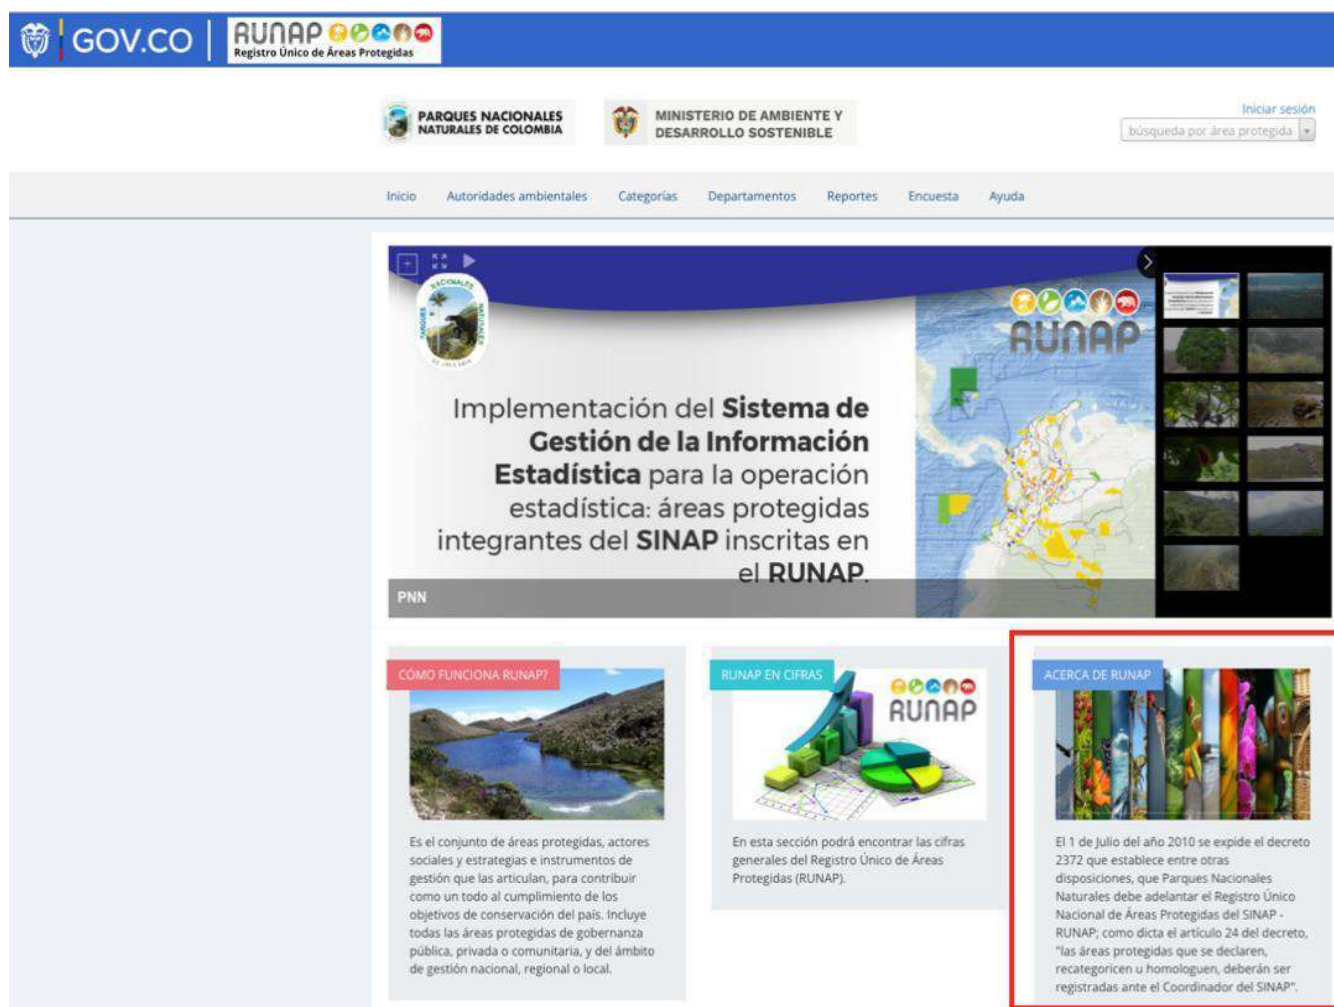 GOV.CO
RUNAP
Registro Único de Áreas Protegidas
PARQUES NACIONALES
NATURALES DE COLOMBIA
MINISTERIO DE AMBIENTE Y
DESARROLLO SOSTENIBLE
Iniciar sesión
búsqueda por área protegida
Inicio Autoridades ambientales Categorías Departamentos Reportes Encuesta Ayuda
PARQUES NACIONALES NATURALES
DE COLOMBIA
RUNAP
Implementación del Sistema de
Gestión de la Información
Estadística para la operación
estadística: áreas protegidas
integrantes del SINAP inscritas en
el RUNAP.
PNN
CÓMO FUNCIONA RUNAP?
Es el conjunto de áreas protegidas, actores
sociales y estrategias e instrumentos de
gestión que las articulan, para contribuir
como un todo al cumplimiento de los
objetivos de conservación del país. Incluye
todas las áreas protegidas de gobernanza
pública, privada o comunitaria, y del ámbito
de gestión nacional, regional o local.
RUNAP EN CIFRAS
RUNAP
En esta sección podrá encontrar las cifras
generales del Registro Único de Áreas
Protegidas (RUNAP).
ACERCA DE RUNAP
El 1 de Julio del año 2010 se expide el decreto
2372 que establece entre otras
disposiciones, que Parques Nacionales
Naturales debe adelantar el Registro Único
Nacional de Áreas Protegidas del SINAP -
RUNAP; como dicta el artículo 24 del decreto,
"las áreas protegidas que se declaren,
recategoricen u homologuen, deberán ser
registradas ante el Coordinador del SINAP".